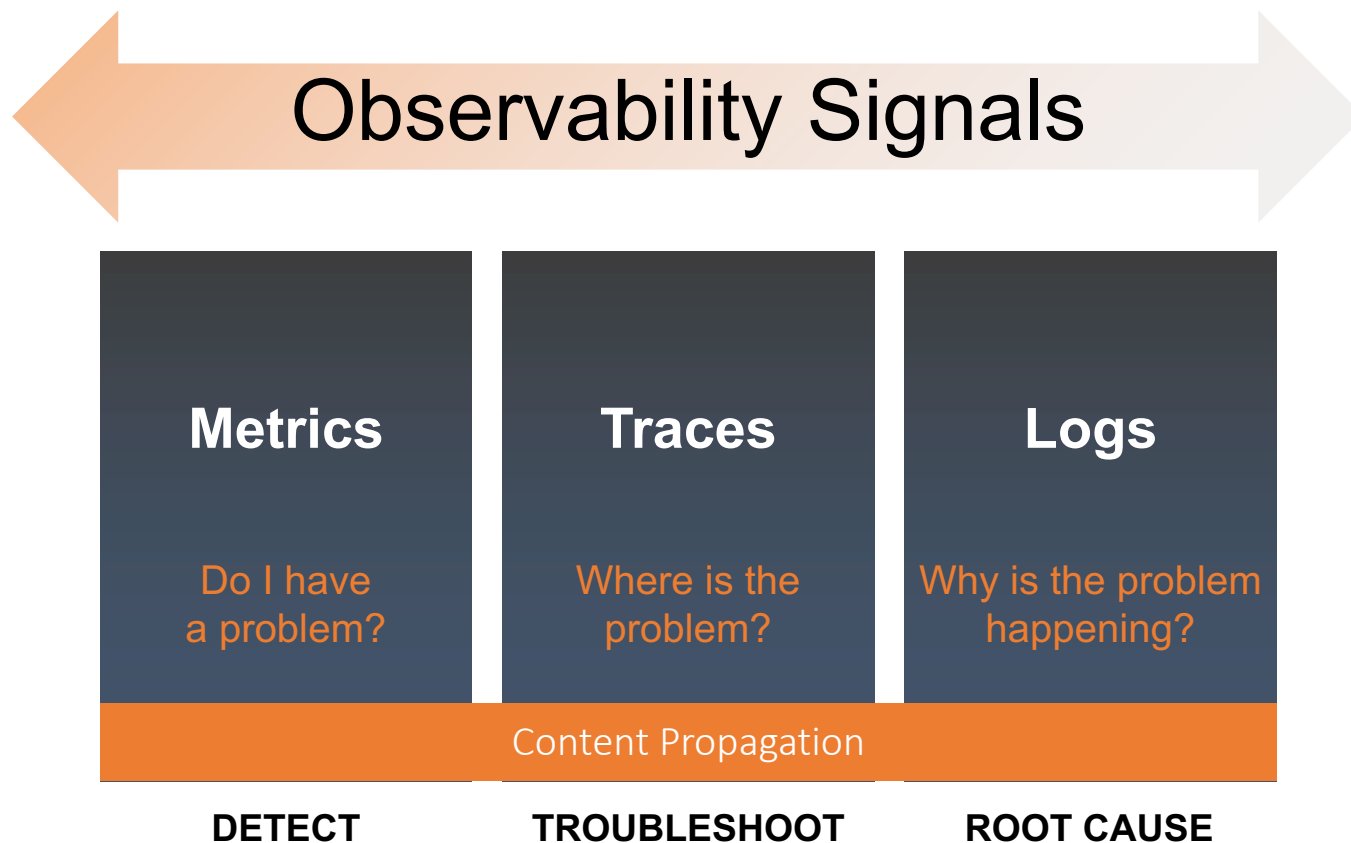 Observability Signals
Metrics
Do I have
a problem?
Traces
Where is the
problem?
Logs
Why is the problem
happening?
Content Propagation
DETECT
TROUBLESHOOT
ROOT CAUSE